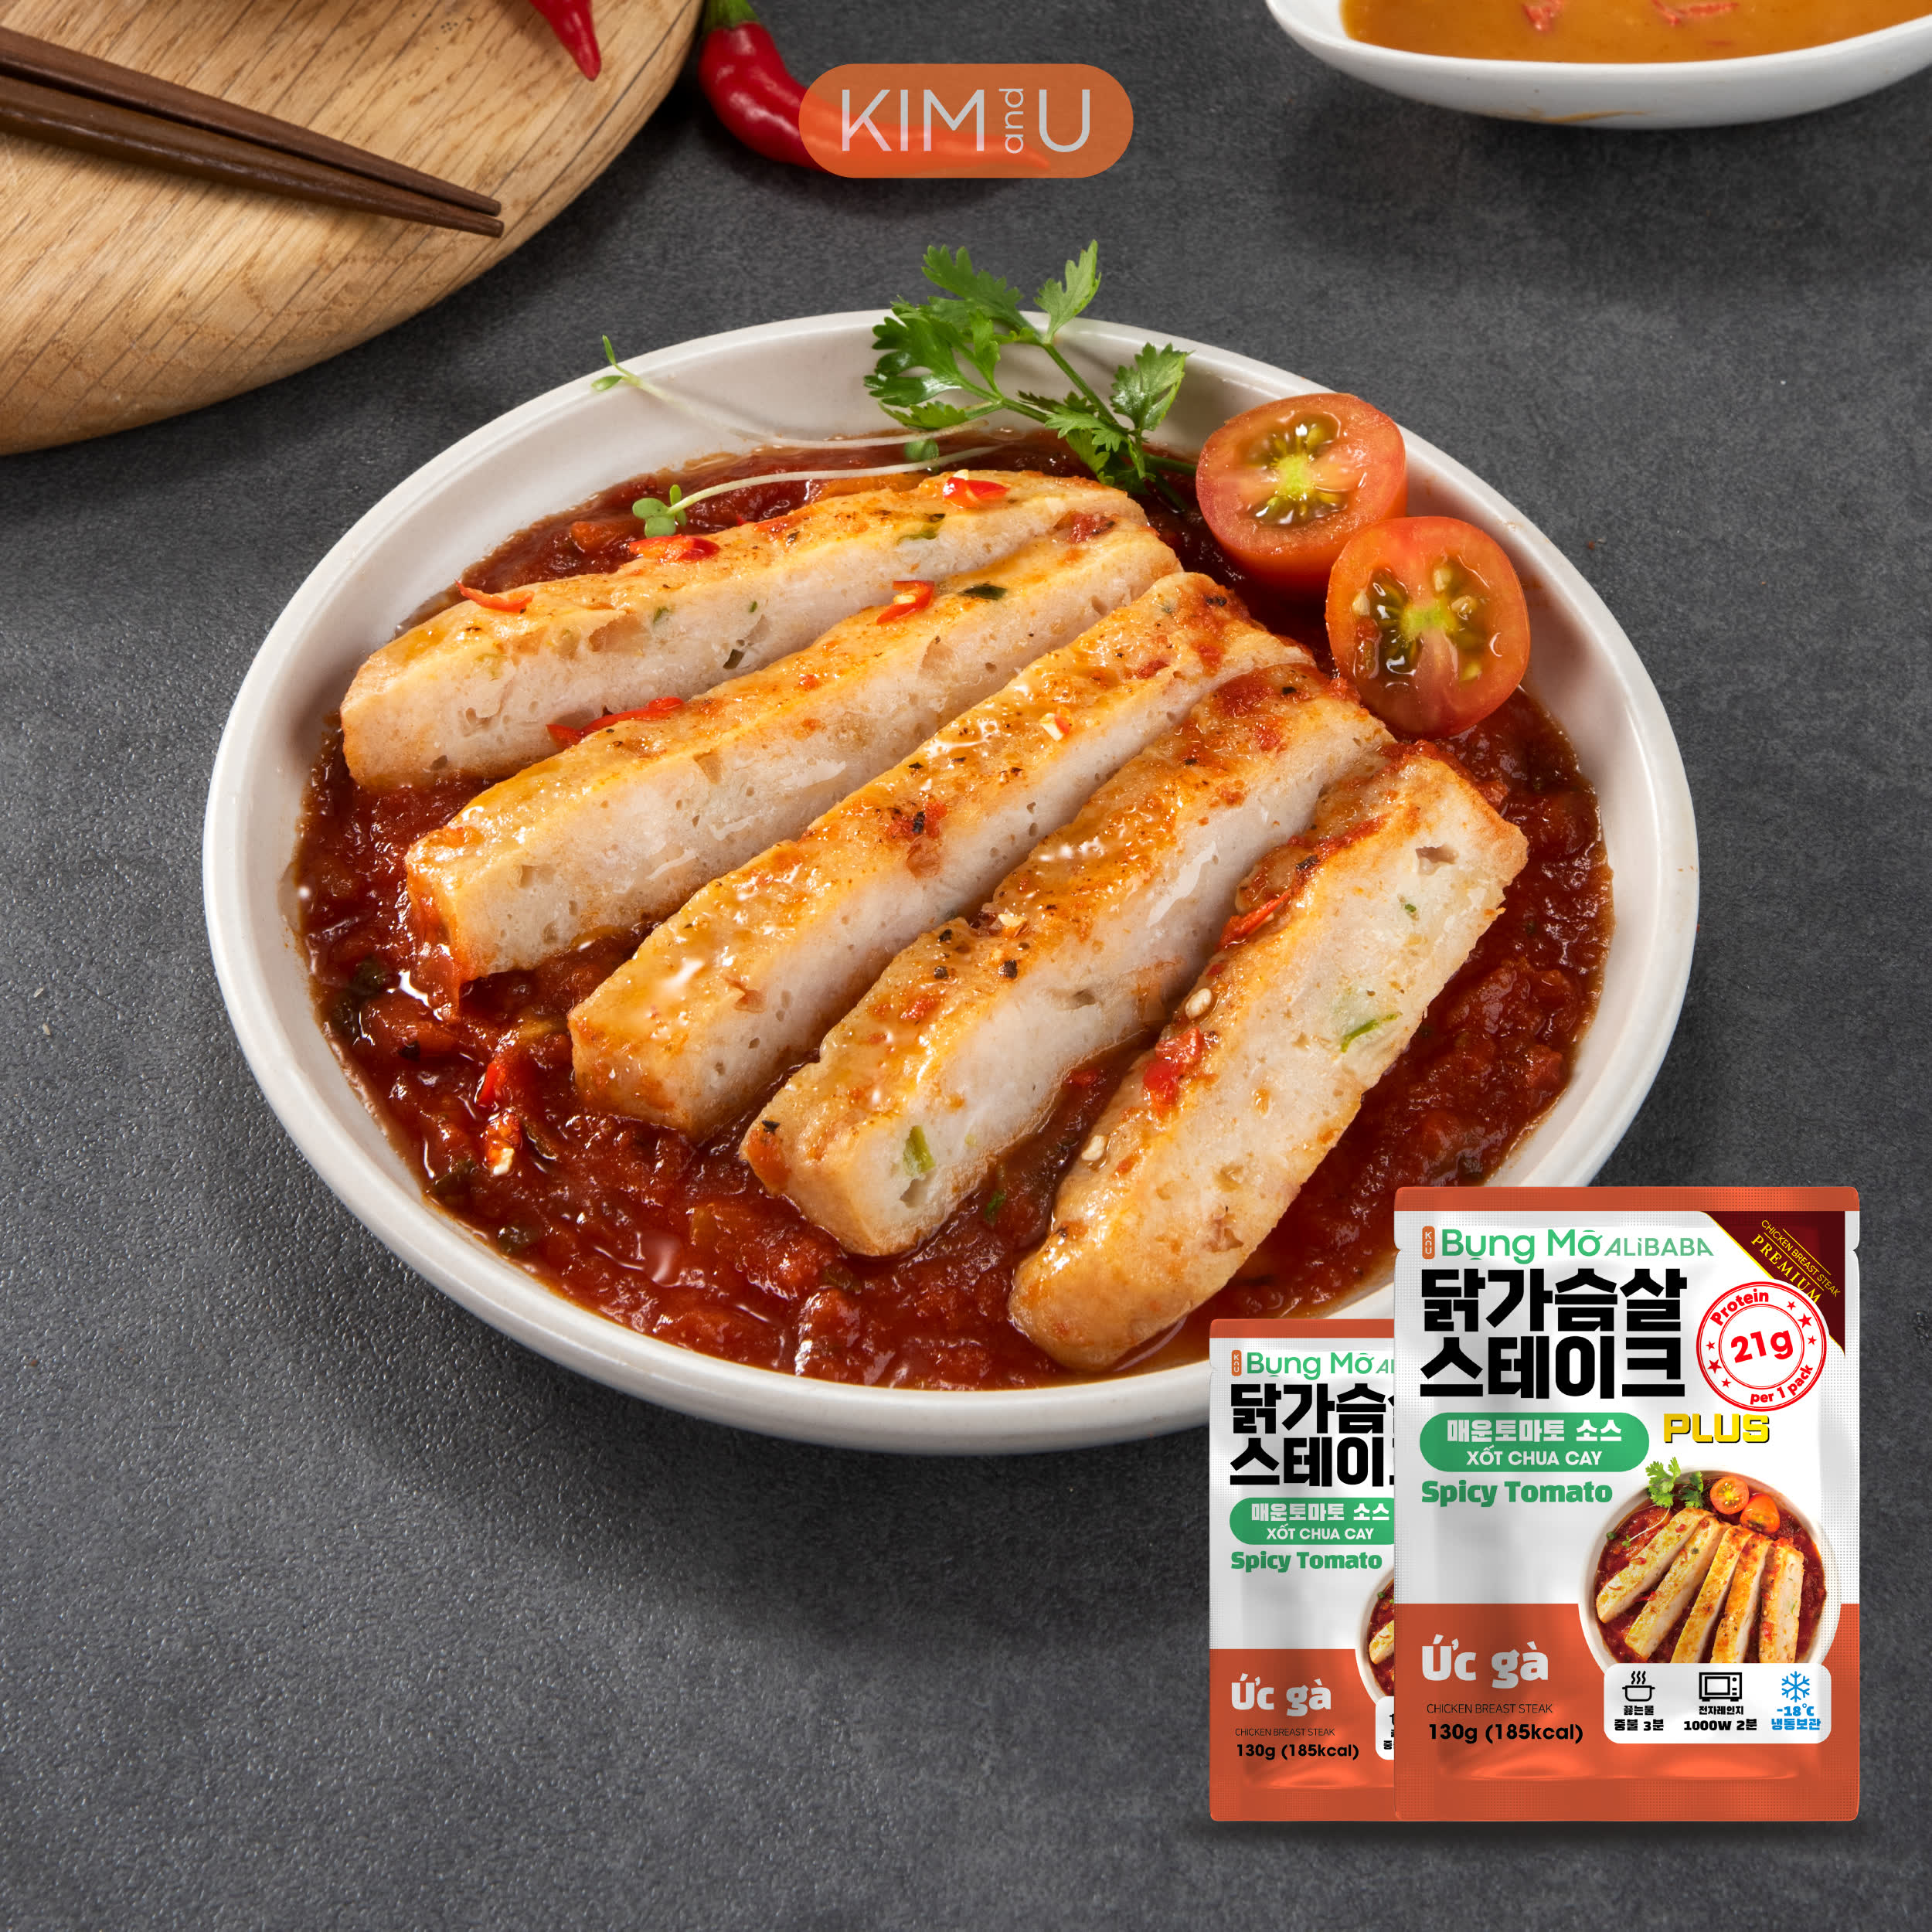 KIM and U
KnU Bụng Mỡ ALiBABA
CHICKEN BREAST STEAK
PREMIUM
닭가슴살
스테이크
Protein
21g
per 1 pack
매운토마토 소스
XỐT CHUA CAY
PLUS
Spicy Tomato
Ức gà
CHICKEN BREAST STEAK
130g (185kcal)
끓는물
중불 3분
전자레인지
1000W 2분
-18°C
냉동보관
KnU Bụng Mỡ AL
닭가슴
스테이
매운토마토 소스
XỐT CHUA CAY
Spicy Tomato
Ức gà
CHICKEN BREAST STEAK
130g (185kcal)